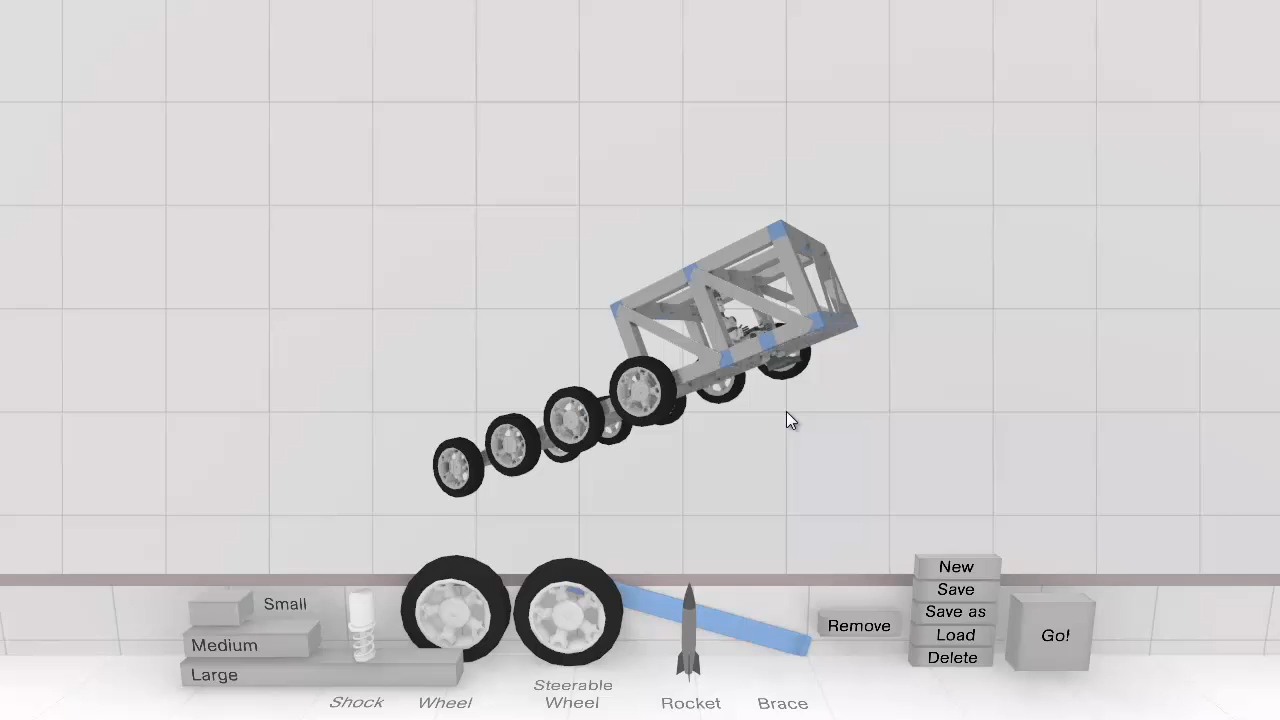 Small
Medium
Large
Shock
Wheel
Steerable
Wheel
Rocket
Brace
Remove
New
Save
Save as
Load
Delete
Go!